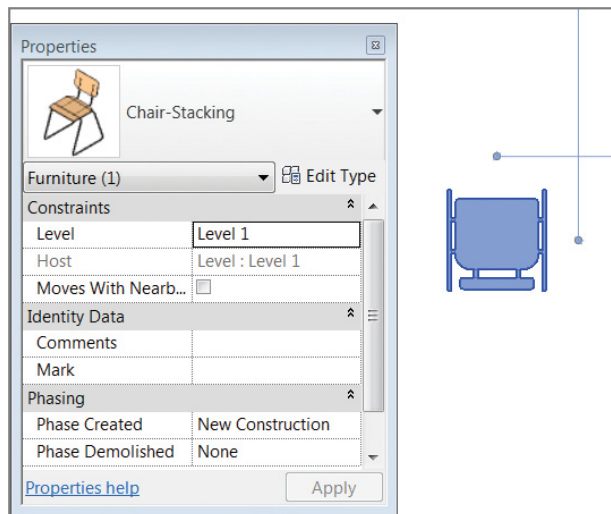 Properties
Chair-Stacking
Furniture (1) Edit Type
Constraints
Level Level 1
Host Level : Level 1
Moves With Nearb...
Identity Data
Comments
Mark
Phasing
Phase Created New Construction
Phase Demolished None
Properties help Apply